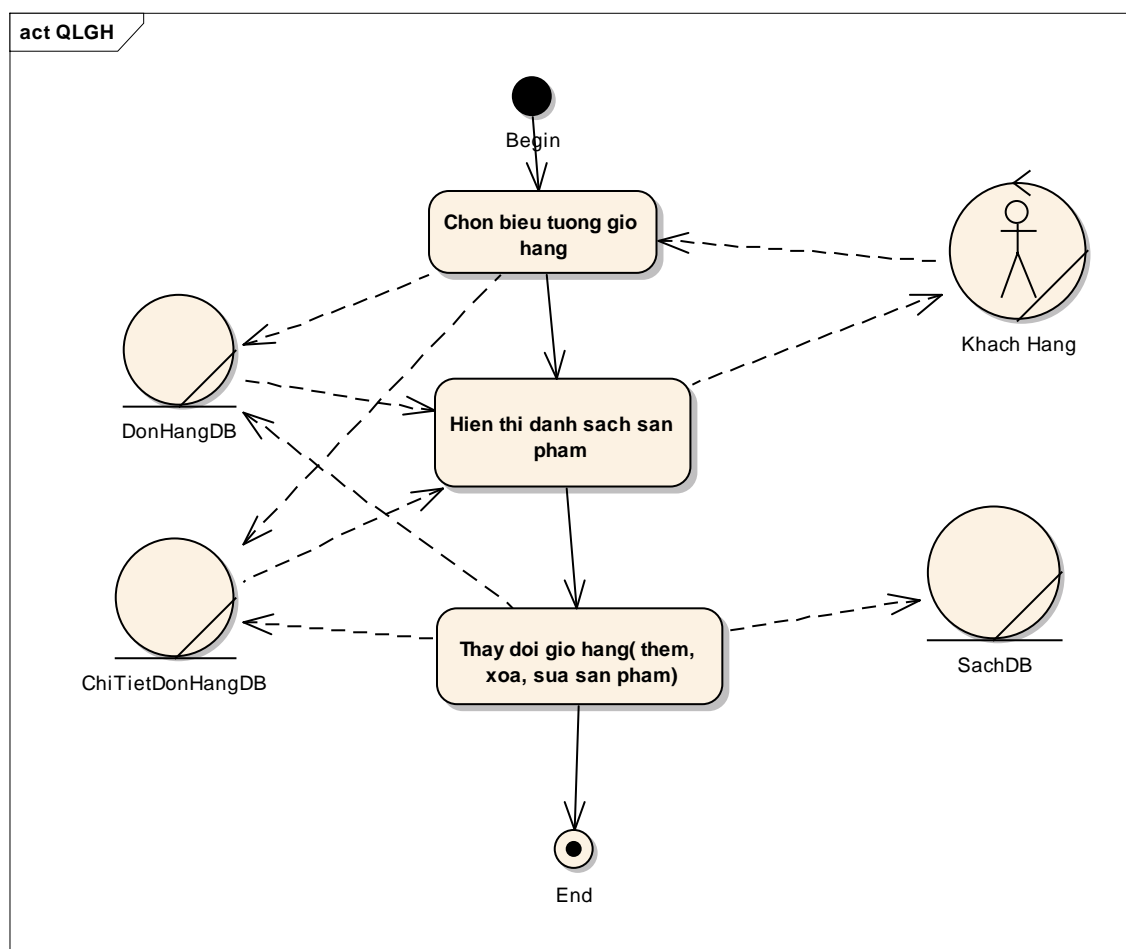 act QLGH
Begin
Chon bieu tuong gio
hang
Khach Hang
DonHangDB
Hien thi danh sach san
pham
ChiTietDonHangDB
Thay doi gio hang( them,
xoa, sua san pham)
SachDB
End